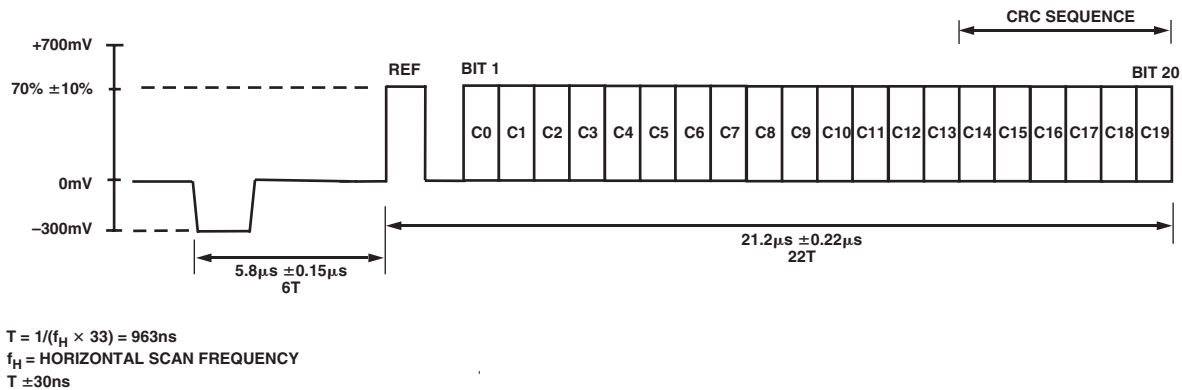 CRC SEQUENCE
+700mV
REF
BIT 1
BIT 20
70% ±10%
C0 C1 C2 C3 C4 C5 C6 C7 C8 C9 C10 C11 C12 C13 C14 C15 C16 C17 C18 C19
0mV
–300mV
21.2μs ±0.22μs
22T
5.8μs ±0.15μs
6T
T = 1/(fH × 33) = 963ns
fH = HORIZONTAL SCAN FREQUENCY
T ±30ns